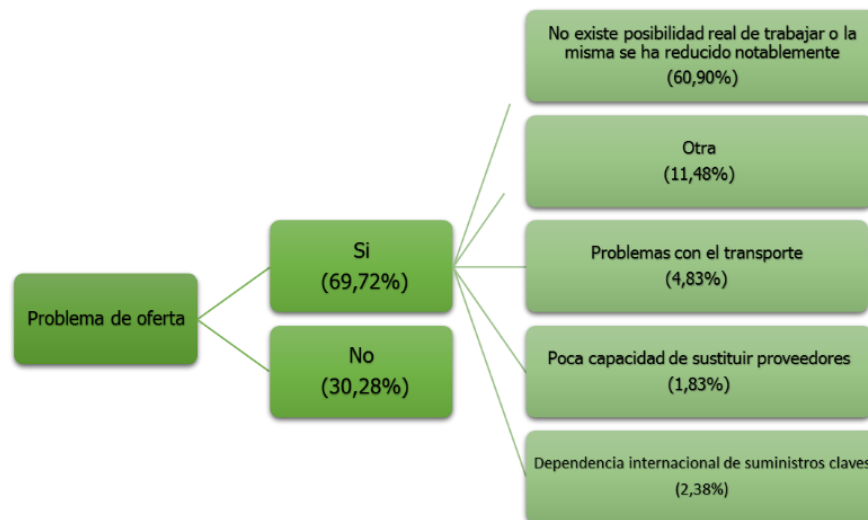 No existe posibilidad real de trabajar o la
misma se ha reducido notablemente
(60,90%)
Otra
(11,48%)
Si
(69,72%)
Problemas con el transporte
(4,83%)
Problema de oferta
No
(30,28%)
Poca capacidad de sustituir proveedores
(1,83%)
Dependencia internacional de suministros claves
(2,38%)